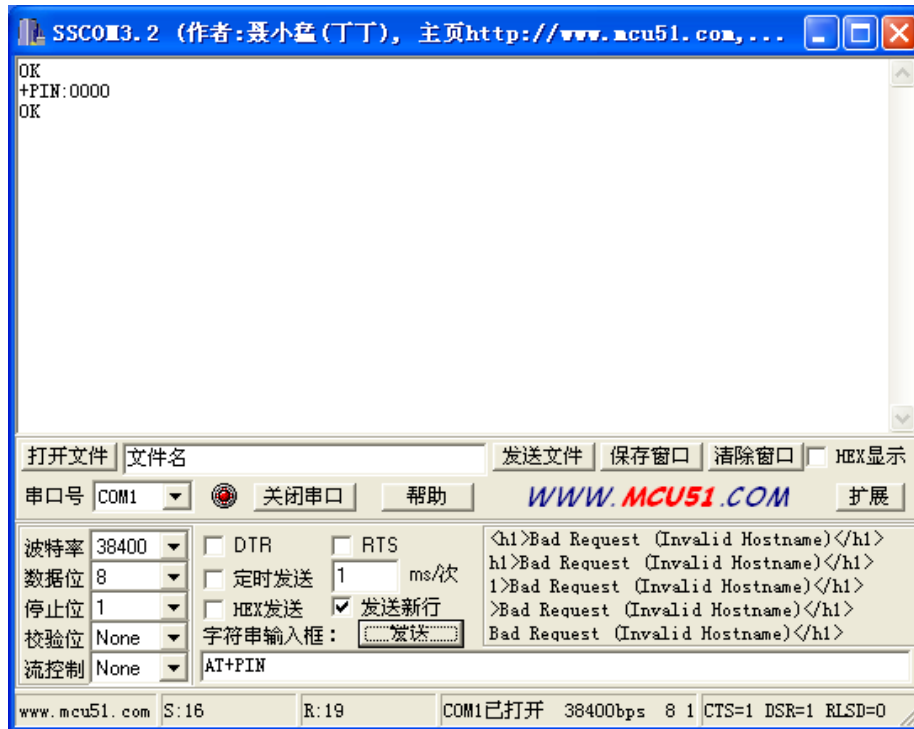 SSCOM3.2 (作者:聂小猛(丁丁), 主页http://www.mcu51.com,...
OK
+PIN:0000
OK
打开文件 文件名 发送文件 保存窗口 清除窗口 HEX显示
串口号 COM1 关闭串口 帮助 WWW.MCU51.COM 扩展
波特率 38400 DTR RTS
数据位 8 定时发送 1 ms/次
停止位 1 HEX发送 发送新行
校验位 None 字符串输入框: 发送
流控制 None AT+PIN
<h1>Bad Request (Invalid Hostname)</h1>
h1>Bad Request (Invalid Hostname)</h1>
1>Bad Request (Invalid Hostname)</h1>
>Bad Request (Invalid Hostname)</h1>
Bad Request (Invalid Hostname)</h1>
www.mcu51.com S:16 R:19 COM1已打开 38400bps 8 1 CTS=1 DSR=1 RLSD=0